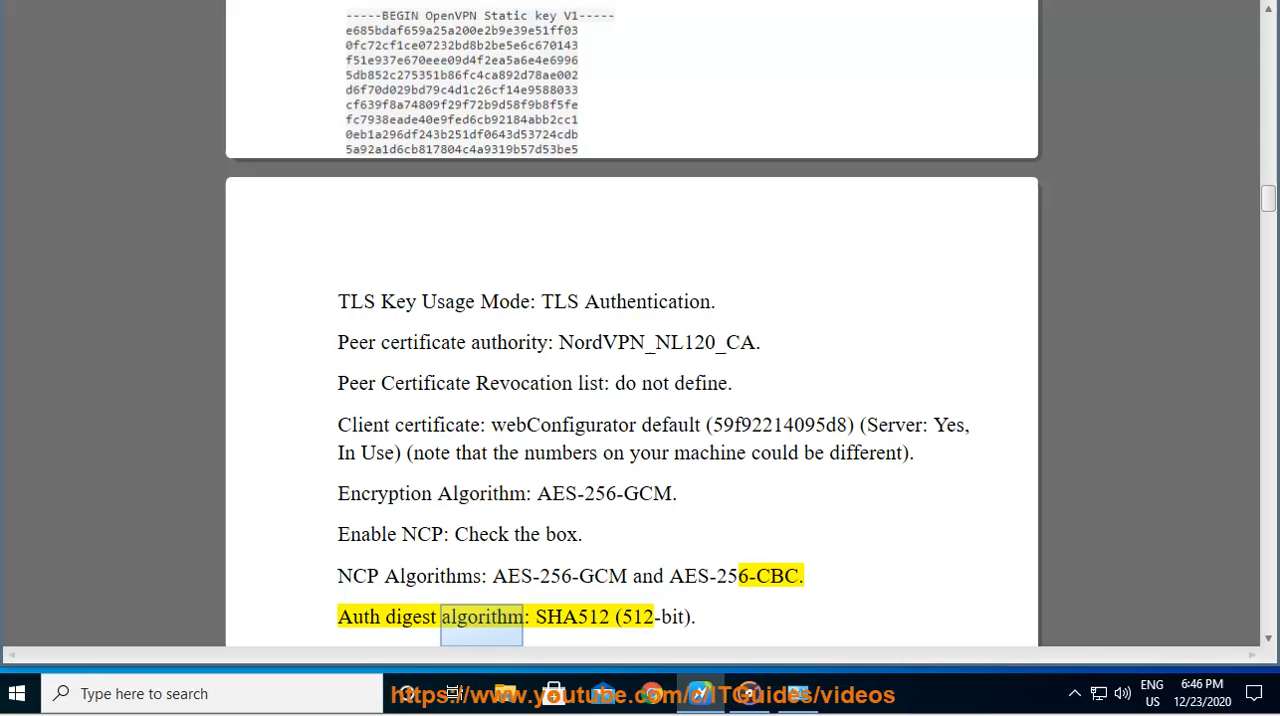 -----BEGIN OpenVPN Static key V1-----
e685bdaf659a25a200e2b9e39e51ff03
0fc72cf1ce07232bd8b2be5e6c670143
f51e937e670eee09d4f2ea5a6e4e6996
5db852c275351b86fc4ca892d78ae002
d6f70d029bd79c4d1c26cf14e9588033
cf639f8a74809f29f72b9d58f9b8f5fe
fc7938eade40e9fed6cb92184abb2cc1
0eb1a296df243b251df0643d53724cdb
5a92a1d6cb817804c4a9319b57d53be5
TLS Key Usage Mode: TLS Authentication.
Peer certificate authority: NordVPN_NL120_CA.
Peer Certificate Revocation list: do not define.
Client certificate: webConfigurator default (59f92214095d8) (Server: Yes,
In Use) (note that the numbers on your machine could be different).
Encryption Algorithm: AES-256-GCM.
Enable NCP: Check the box.
NCP Algorithms: AES-256-GCM and AES-256-CBC.
Auth digest algorithm: SHA512 (512-bit).
Type here to search
ENG
US
6:46 PM
12/23/2020